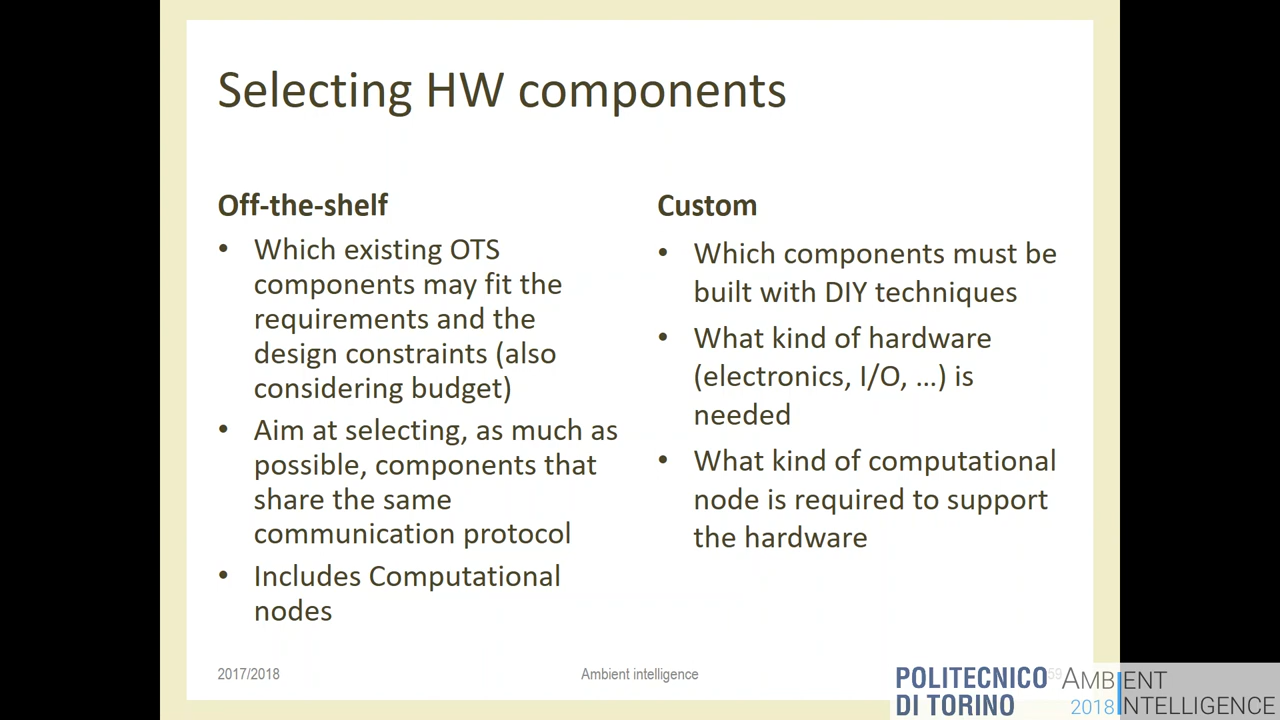 Selecting HW components
Off-the-shelf
• Which existing OTS
components may fit the
requirements and the
design constraints (also
considering budget)
• Aim at selecting, as much as
possible, components that
share the same
communication protocol
• Includes Computational
nodes
Custom
• Which components must be
built with DIY techniques
• What kind of hardware
(electronics, I/O, …) is
needed
• What kind of computational
node is required to support
the hardware
2017/2018
Ambient intelligence
59
POLITECNICO
DI TORINO
AMBIENT
2018 INTELLIGENCE